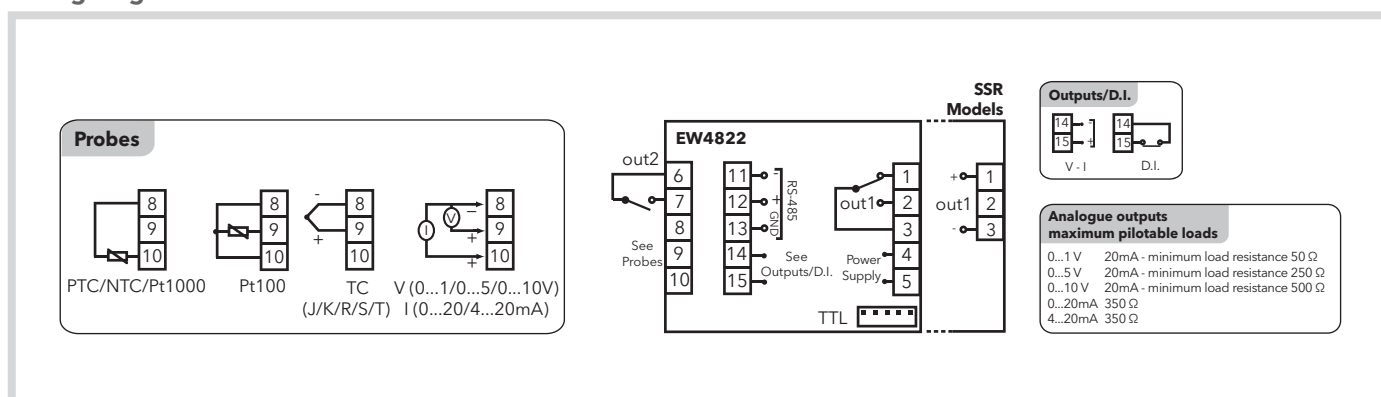 Probes
8
9
10
PTC/NTC/Pt1000
8
9
10
Pt100
-
+
8
9
10
TC
(J/K/R/S/T)
I
V
-
+
+
8
9
10
V (0...1/0...5/0...10V)
I (0...20/4...20mA)
EW4822
out2
6
7
8
9
10
See
Probes
11
12
13
14
15
-
+
GND
RS-485
See
Outputs/D.I.
out1
1
2
3
4
5
Power
Supply
TTL
SSR
Models
+
out1
-
1
2
3
Outputs/D.I.
14
15
-
+
V - I
14
15
D.I.
Analogue outputs
maximum pilotable loads
0...1 V 20mA - minimum load resistance 50 Ω
0...5 V 20mA - minimum load resistance 250 Ω
0...10 V 20mA - minimum load resistance 500 Ω
0...20mA 350 Ω
4...20mA 350 Ω